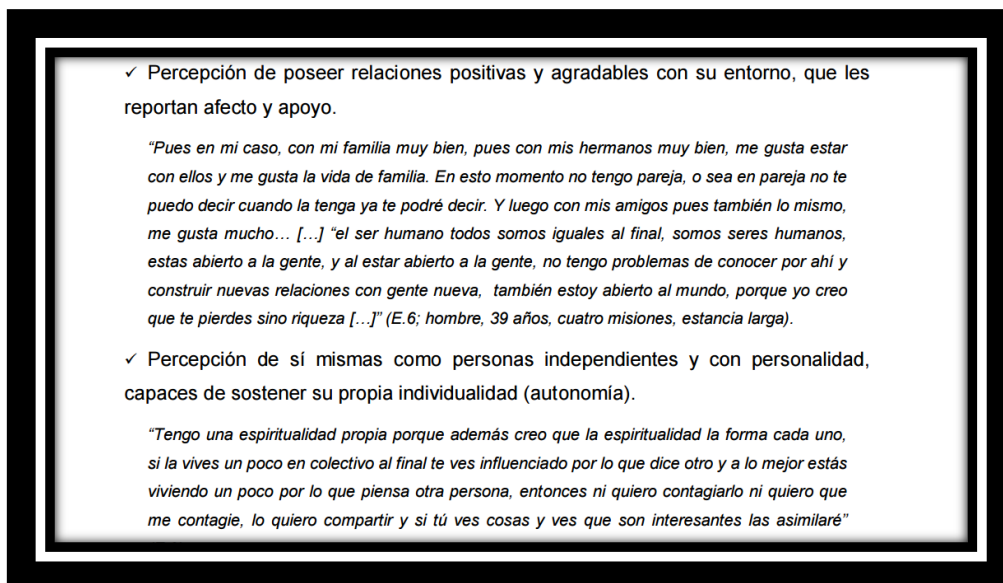 ✓ Percepción de poseer relaciones positivas y agradables con su entorno, que les
reportan afecto y apoyo.
“Pues en mi caso, con mi familia muy bien, pues con mis hermanos muy bien, me gusta estar
con ellos y me gusta la vida de familia. En esto momento no tengo pareja, o sea en pareja no te
puedo decir cuando la tenga ya te podré decir. Y luego con mis amigos pues también lo mismo,
me gusta mucho… […] “el ser humano todos somos iguales al final, somos seres humanos,
estas abierto a la gente, y al estar abierto a la gente, no tengo problemas de conocer por ahí y
construir nuevas relaciones con gente nueva, también estoy abierto al mundo, porque yo creo
que te pierdes sino riqueza […]” (E.6; hombre, 39 años, cuatro misiones, estancia larga).
✓ Percepción de sí mismas como personas independientes y con personalidad,
capaces de sostener su propia individualidad (autonomía).
“Tengo una espiritualidad propia porque además creo que la espiritualidad la forma cada uno,
si la vives un poco en colectivo al final te ves influenciado por lo que dice otro y a lo mejor estás
viviendo un poco por lo que piensa otra persona, entonces ni quiero contagiarlo ni quiero que
me contagie, lo quiero compartir y si tú ves cosas y ves que son interesantes las asimilaré”